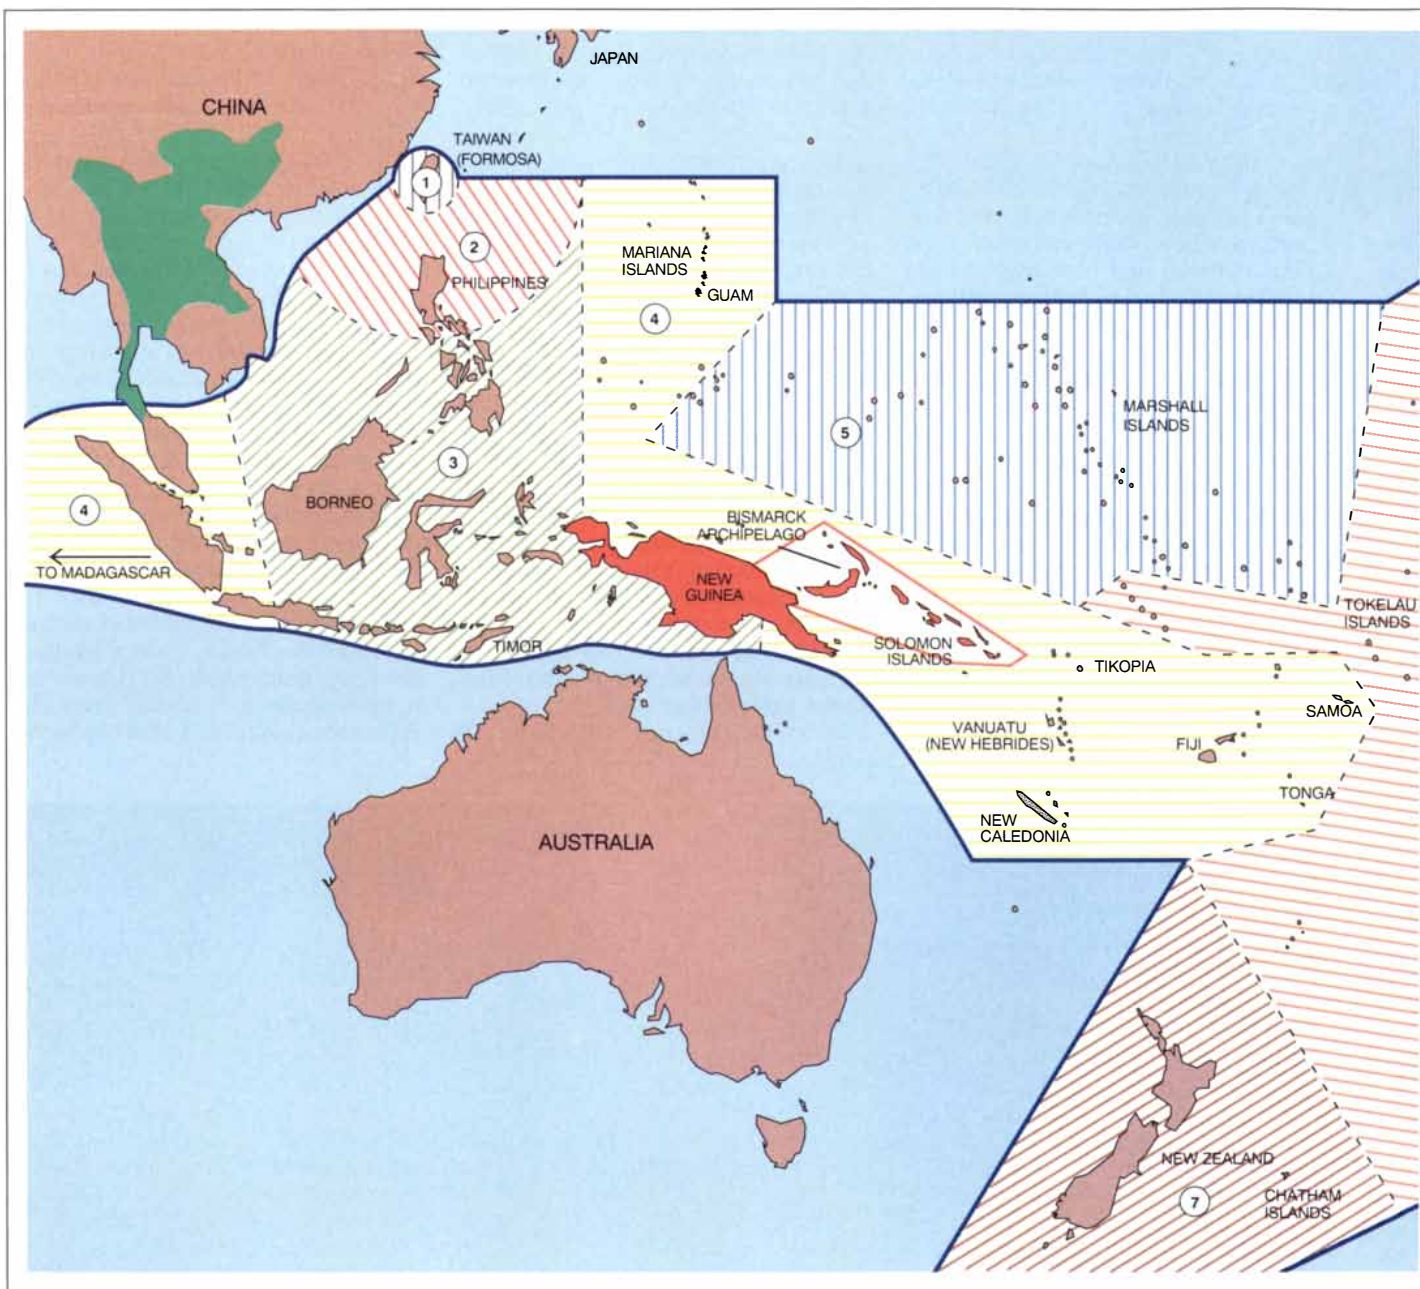 JAPAN
CHINA
TAIWAN
(FORMOSA)
1
2
PHILIPPINES
MARIANA
ISLANDS
GUAM
4
MARSHALL
ISLANDS
5
3
BORNEO
4
TO MADAGASCAR
BISMARCK
ARCHIPELAGO
NEW
GUINEA
TOKELAU
ISLANDS
TIMOR
SOLOMON
ISLANDS
TIKOPIA
SAMOA
VANUATU
(NEW HEBRIDES)
FIJI
TONGA
NEW
CALEDONIA
AUSTRALIA
NEW ZEALAND
7
CHATHAM
ISLANDS